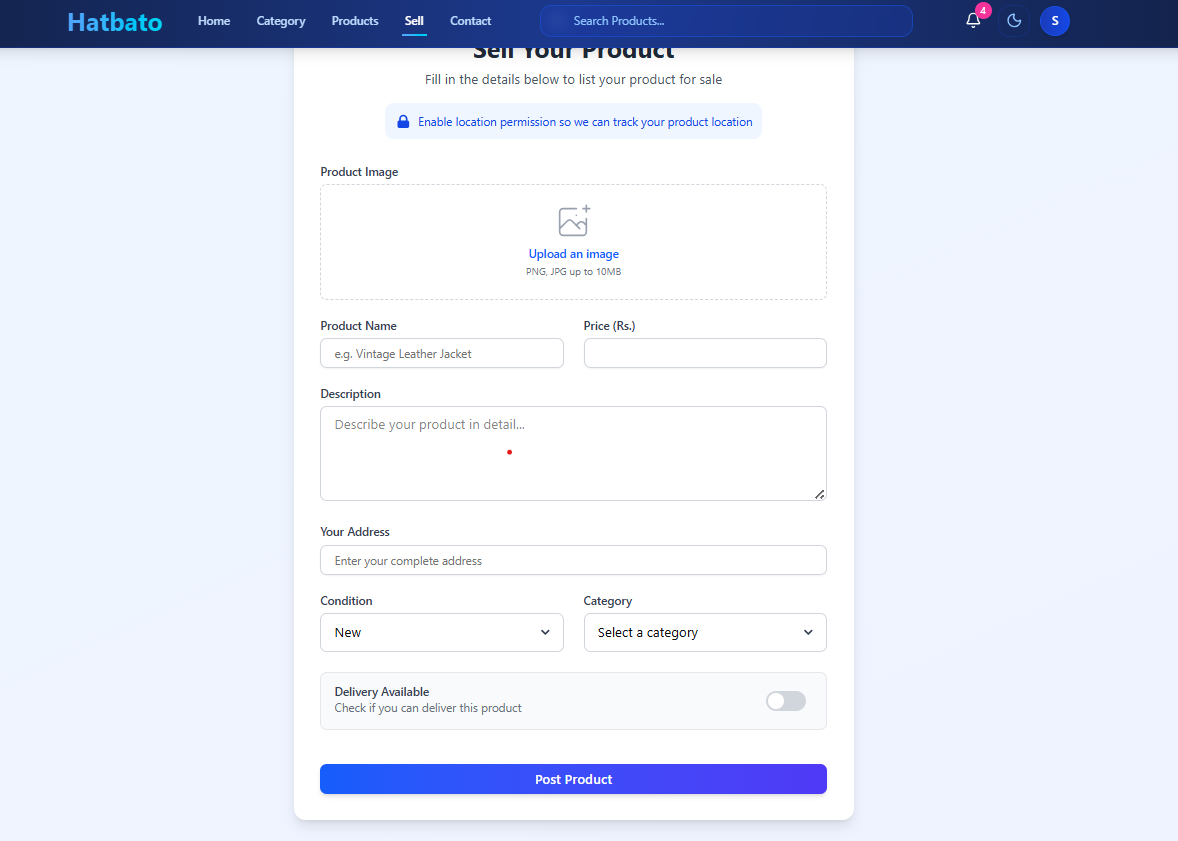 Hatbato Home Category Products Sell Contact Search Products... 4 S
Sell Your Product
Fill in the details below to list your product for sale
Enable location permission so we can track your product location
Product Image
Upload an image
PNG, JPG up to 10MB
Product Name Price (Rs.)
e.g. Vintage Leather Jacket
Description
Describe your product in detail...
Your Address
Enter your complete address
Condition Category
New Select a category
Delivery Available
Check if you can deliver this product
Post Product